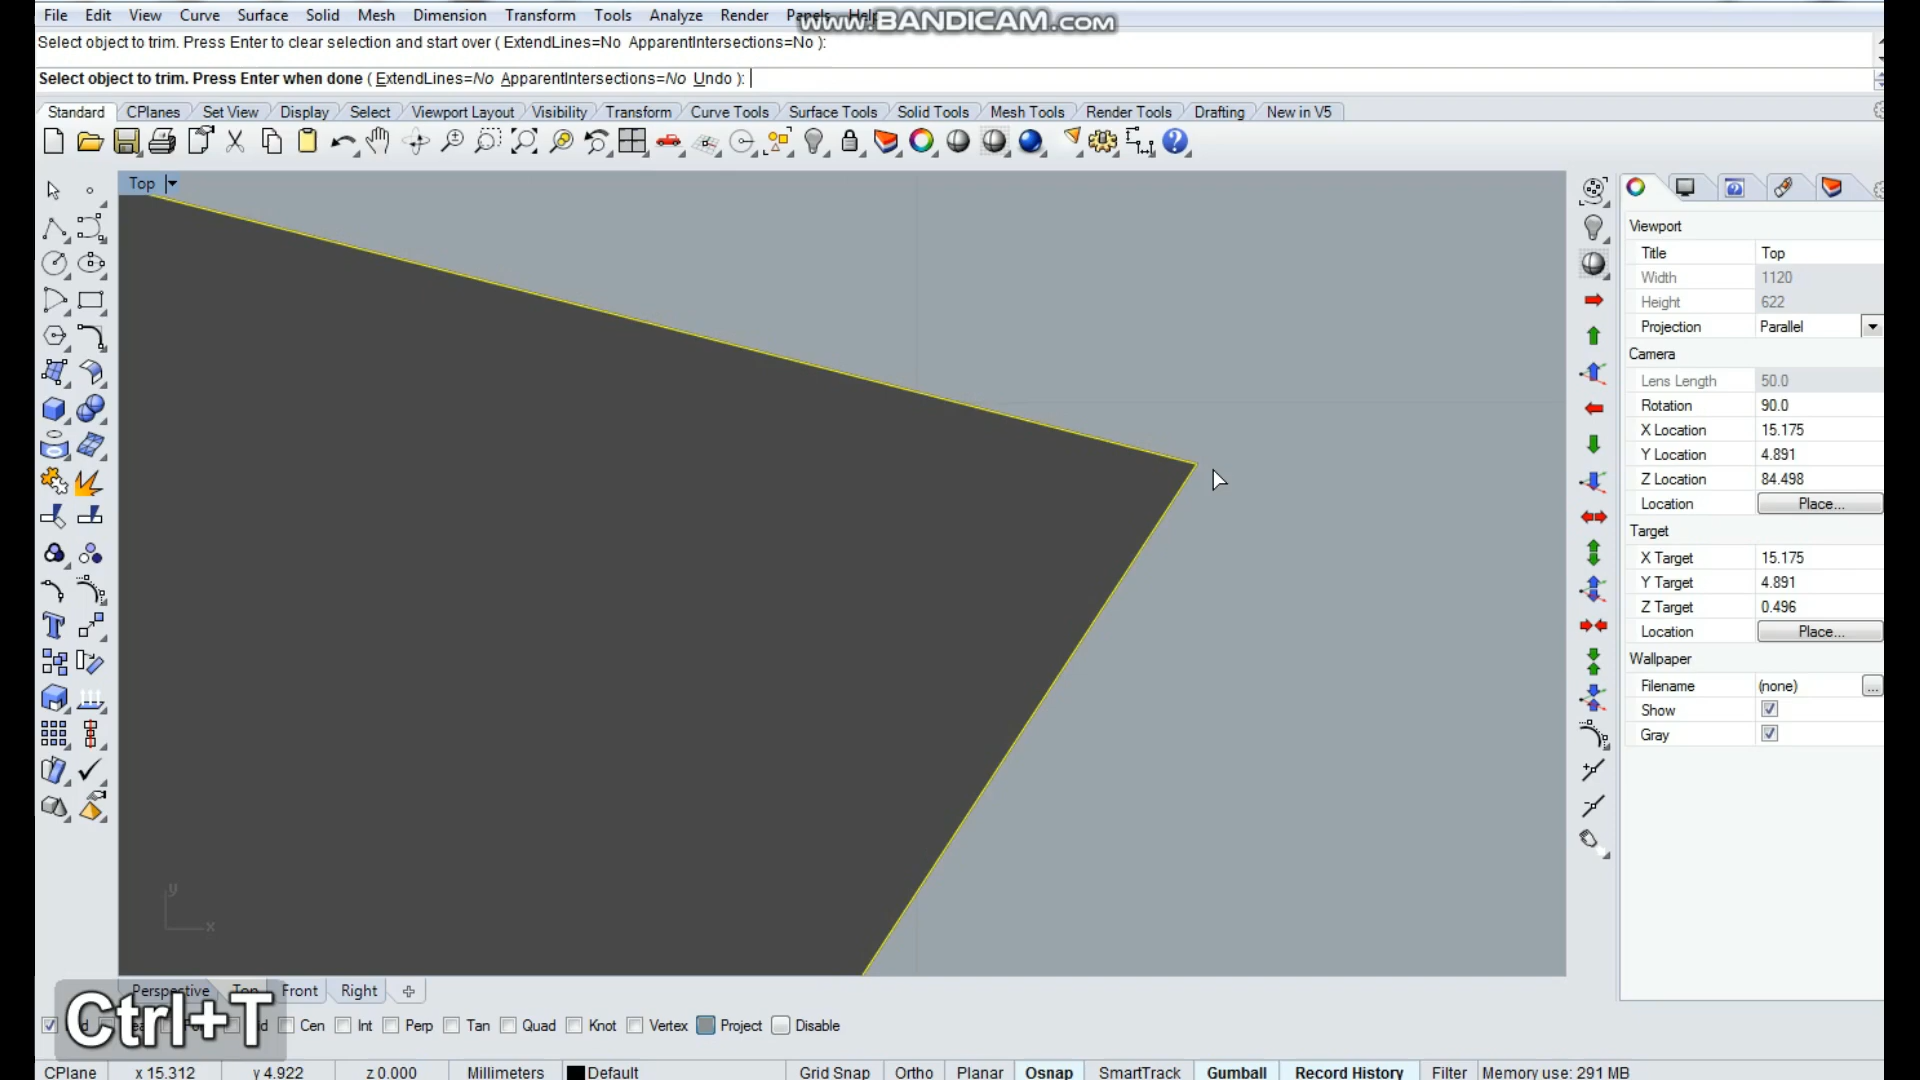 File Edit View Curve Surface Solid Mesh Dimension Transform Tools Analyze Render Panels Help
www.BANDICAM.com
Select object to trim. Press Enter to clear selection and start over ( ExtendLines=No ApparentIntersections=No ):
Select object to trim. Press Enter when done ( ExtendLines=No ApparentIntersections=No Undo ):
Standard CPlanes Set View Display Select Viewport Layout Visibility Transform Curve Tools Surface Tools Solid Tools Mesh Tools Render Tools Drafting New in V5
Top
Viewport
Title Top
Width 1120
Height 622
Projection Parallel
Camera
Lens Length 50.0
Rotation 90.0
X Location 15.175
Y Location 4.891
Z Location 84.498
Location Place...
Target
X Target 15.175
Y Target 4.891
Z Target 0.496
Location Place...
Wallpaper
Filename (none) ...
Show
Gray
y
x
Perspective Top Front Right
Ctrl+T
Cen Int Perp Tan Quad Knot Vertex Project Disable
CPlane x 15.312 y 4.922 z 0.000 Millimeters Default Grid Snap Ortho Planar Osnap SmartTrack Gumball Record History Filter Memory use: 291 MB